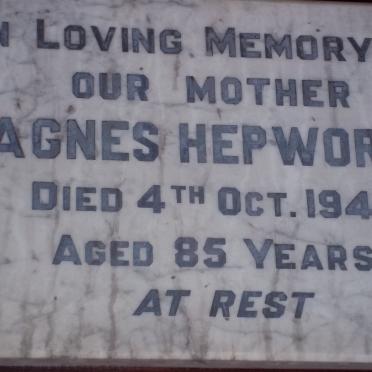 N LOVING MEMORY
OUR MOTHER
AGNES HEPWOR
DIED 4TH OCT. 194
AGED 85 YEARS
AT REST